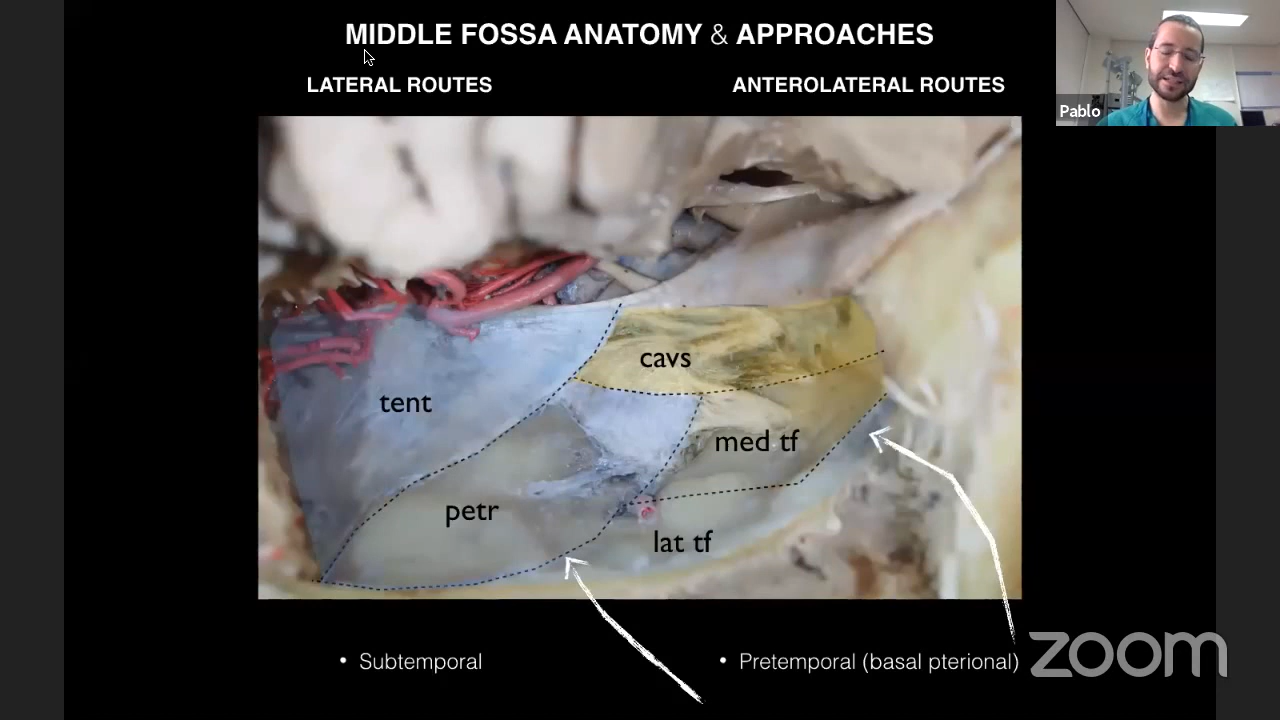 MIDDLE FOSSA ANATOMY & APPROACHES
LATERAL ROUTES
ANTEROLATERAL ROUTES
Pablo
cavs
tent
med tf
petr
lat tf
• Subtemporal
• Pretemporal (basal pterional)
zoom